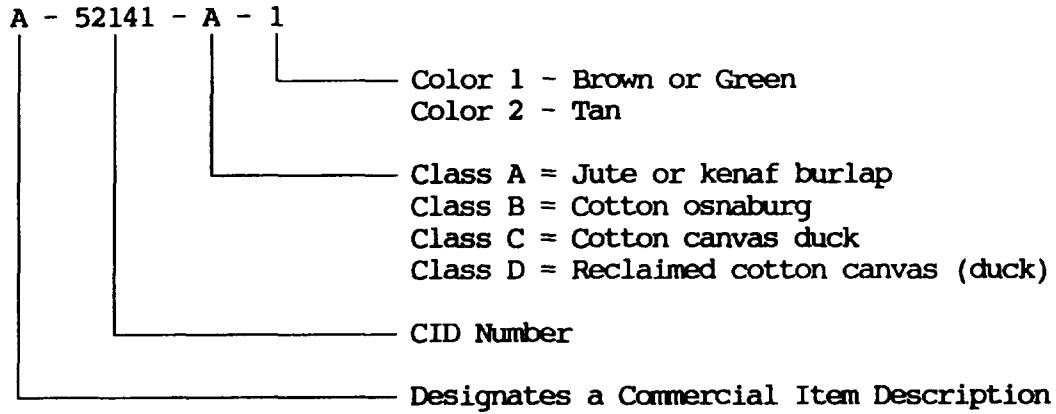 A - 52141 - A - 1
Color 1 - Brown or Green
Color 2 - Tan
Class A = Jute or kenaf burlap
Class B = Cotton osnaburg
Class C = Cotton canvas duck
Class D = Reclaimed cotton canvas (duck)
CID Number
Designates a Commercial Item Description